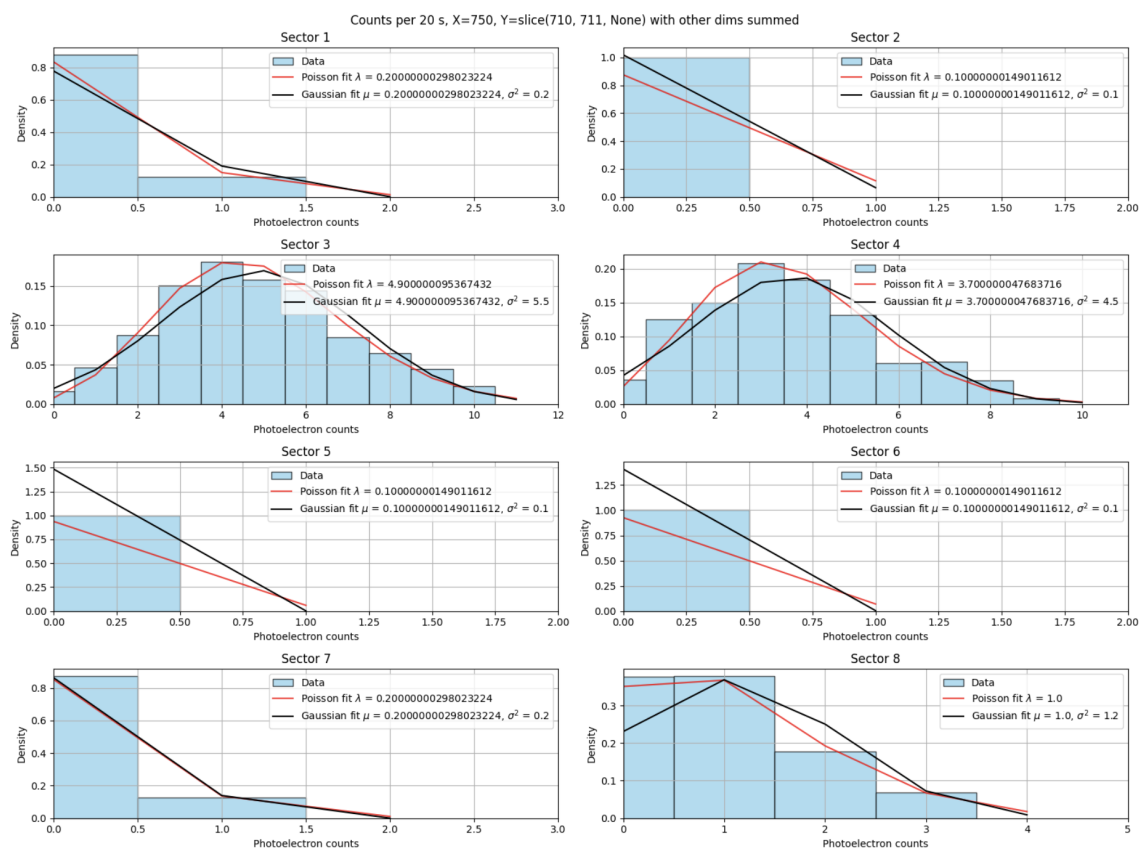 Counts per 20 s, X=750, Y=slice(710, 711, None) with other dims summed
Sector 1
Data
Poisson fit λ = 0.20000000298023224
Gaussian fit μ = 0.20000000298023224, σ² = 0.2
Density
0.8
0.6
0.4
0.2
0.0
0.0 0.5 1.0 1.5 2.0 2.5 3.0
Photoelectron counts
Sector 2
Data
Poisson fit λ = 0.10000000149011612
Gaussian fit μ = 0.10000000149011612, σ² = 0.1
Density
1.0
0.8
0.6
0.4
0.2
0.0
0.00 0.25 0.50 0.75 1.00 1.25 1.50 1.75 2.00
Photoelectron counts
Sector 3
Data
Poisson fit λ = 4.900000095367432
Gaussian fit μ = 4.900000095367432, σ² = 5.5
Density
0.15
0.10
0.05
0.00
0 2 4 6 8 10 12
Photoelectron counts
Sector 4
Data
Poisson fit λ = 3.700000047683716
Gaussian fit μ = 3.700000047683716, σ² = 4.5
Density
0.20
0.15
0.10
0.05
0.00
0 2 4 6 8 10
Photoelectron counts
Sector 5
Data
Poisson fit λ = 0.10000000149011612
Gaussian fit μ = 0.10000000149011612, σ² = 0.1
Density
1.50
1.25
1.00
0.75
0.50
0.25
0.00
0.00 0.25 0.50 0.75 1.00 1.25 1.50 1.75 2.00
Photoelectron counts
Sector 6
Data
Poisson fit λ = 0.10000000149011612
Gaussian fit μ = 0.10000000149011612, σ² = 0.1
Density
1.25
1.00
0.75
0.50
0.25
0.00
0.00 0.25 0.50 0.75 1.00 1.25 1.50 1.75 2.00
Photoelectron counts
Sector 7
Data
Poisson fit λ = 0.20000000298023224
Gaussian fit μ = 0.20000000298023224, σ² = 0.2
Density
0.8
0.6
0.4
0.2
0.0
0.0 0.5 1.0 1.5 2.0 2.5 3.0
Photoelectron counts
Sector 8
Data
Poisson fit λ = 1.0
Gaussian fit μ = 1.0, σ² = 1.2
Density
0.3
0.2
0.1
0.0
0 1 2 3 4 5
Photoelectron counts